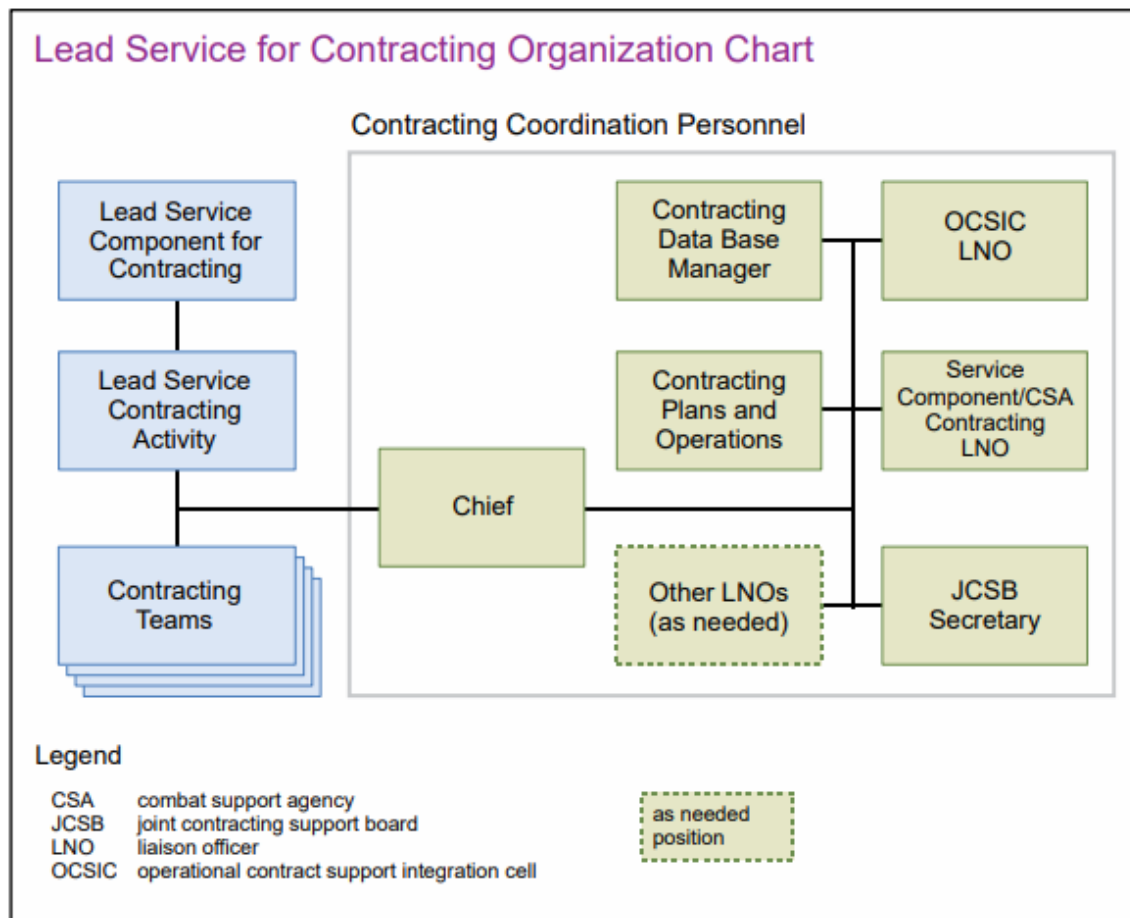 Lead Service for Contracting Organization Chart
Contracting Coordination Personnel
Lead Service
Component for
Contracting
Contracting
Data Base
Manager
OCSIC
LNO
Lead Service
Contracting
Activity
Contracting
Plans and
Operations
Service
Component/CSA
Contracting
LNO
Chief
Contracting
Teams
Other LNOs
(as needed)
JCSB
Secretary
Legend
CSA combat support agency
JCSB joint contracting support board
LNO liaison officer
OCSIC operational contract support integration cell
as needed
position